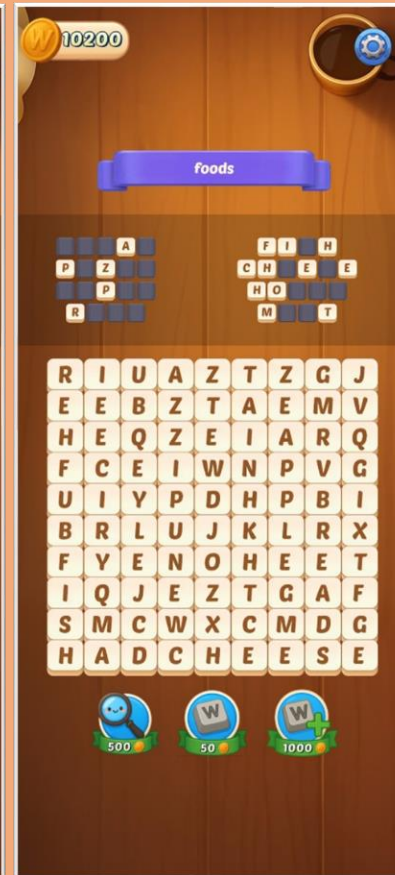 W 10200
foods
A
F I H
P Z
C H E E
P
H O
R
M T
R I U A Z T Z G J
E E B Z T A E M V
H E Q Z E I A R Q
F C E I W N P V G
U I Y P D H P B I
B R L U J K L R X
F Y E N O H E E T
I Q J E Z T G A F
S M C W X C M D G
H A D C H E E S E
W W
500 50 1000